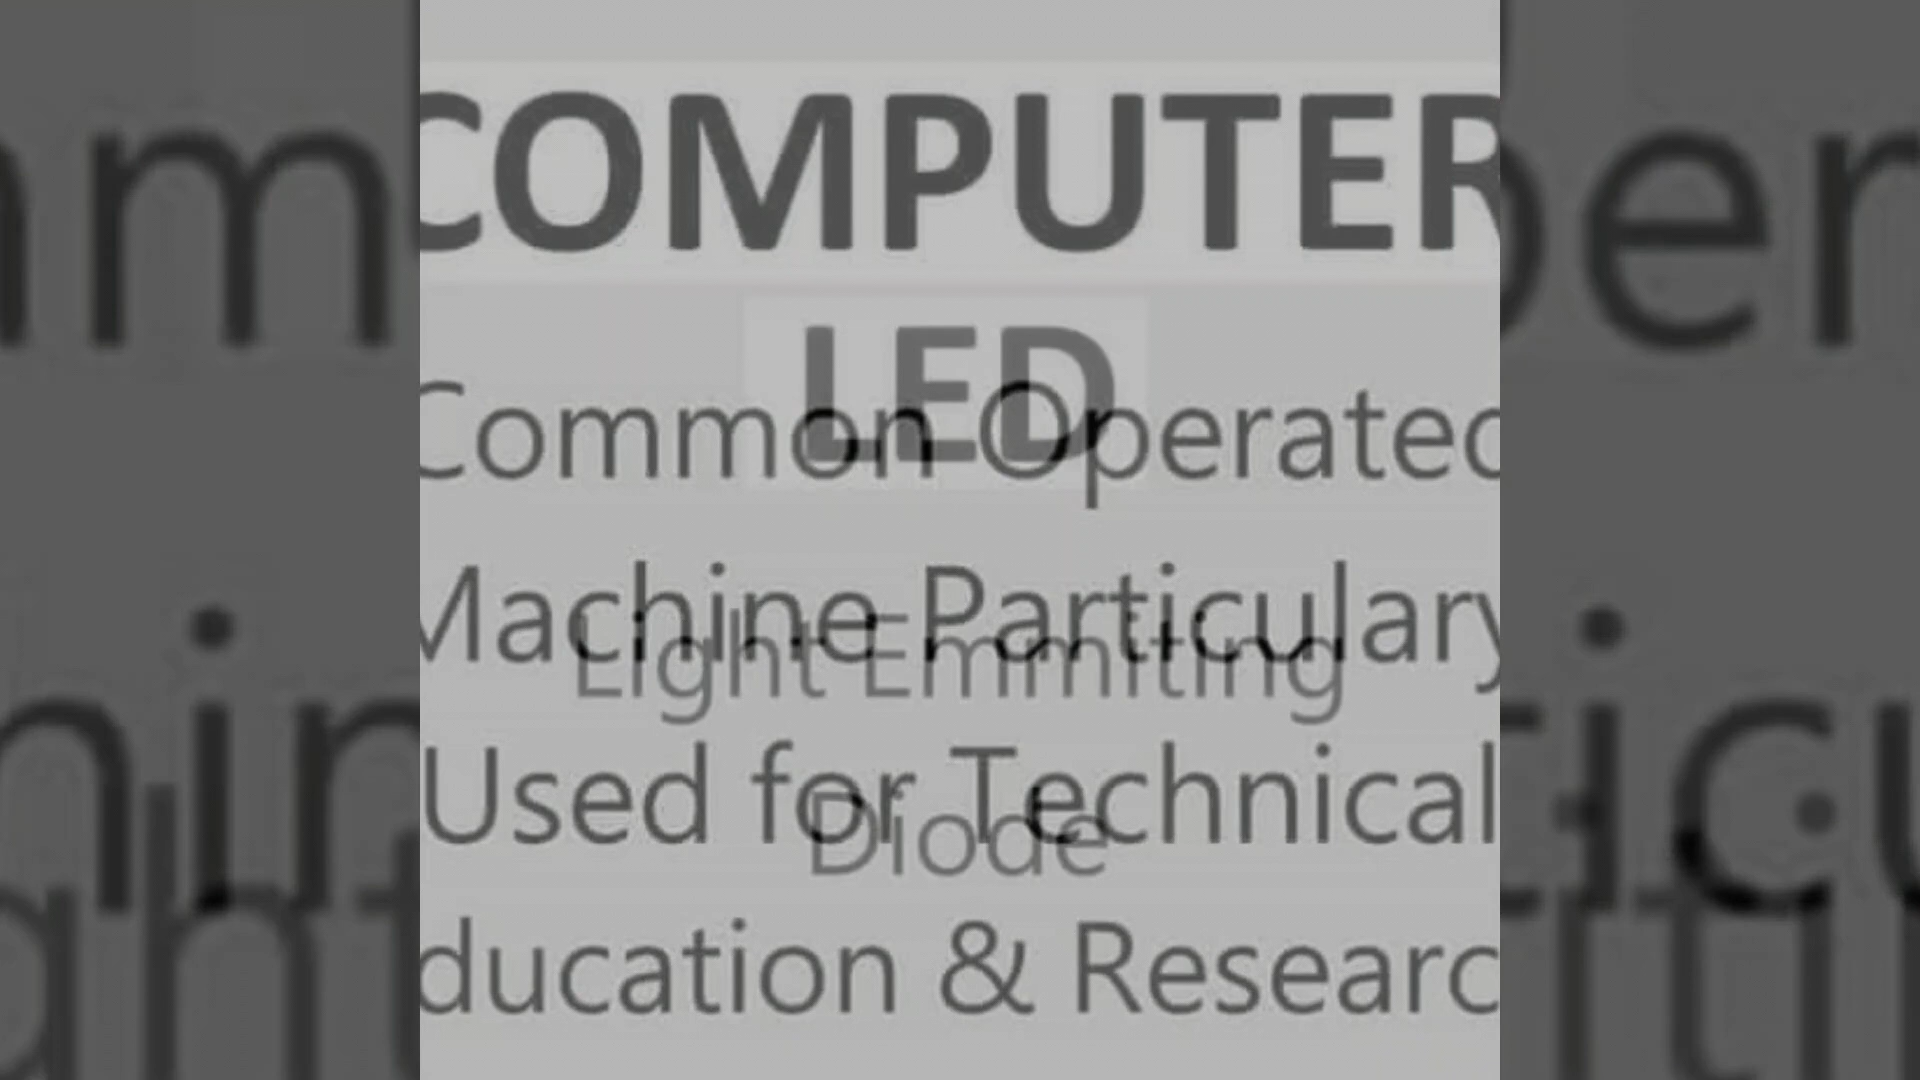 COMPUTER
LED
Common Operated
Machine Particulary
Light Emmiting
Used for Technical
Diode
ducation & Researc